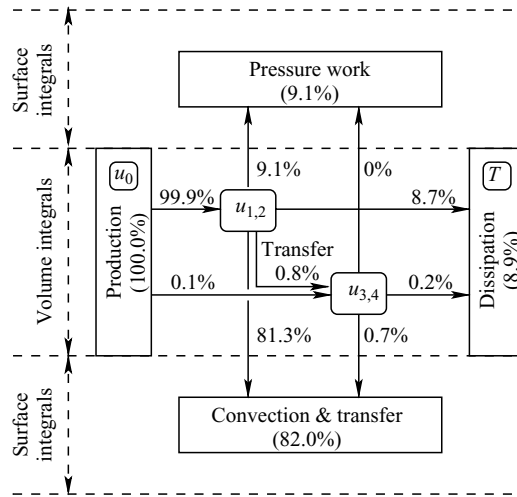 Surface
integrals
Pressure work
(9.1%)
Volume integrals
u₀
Production
(100.0%)
99.9%
0.1%
9.1%
0%
u₁,₂
8.7%
Transfer
0.8%
u₃,₄
0.2%
81.3%
0.7%
T
Dissipation
(8.9%)
Surface
integrals
Convection & transfer
(82.0%)